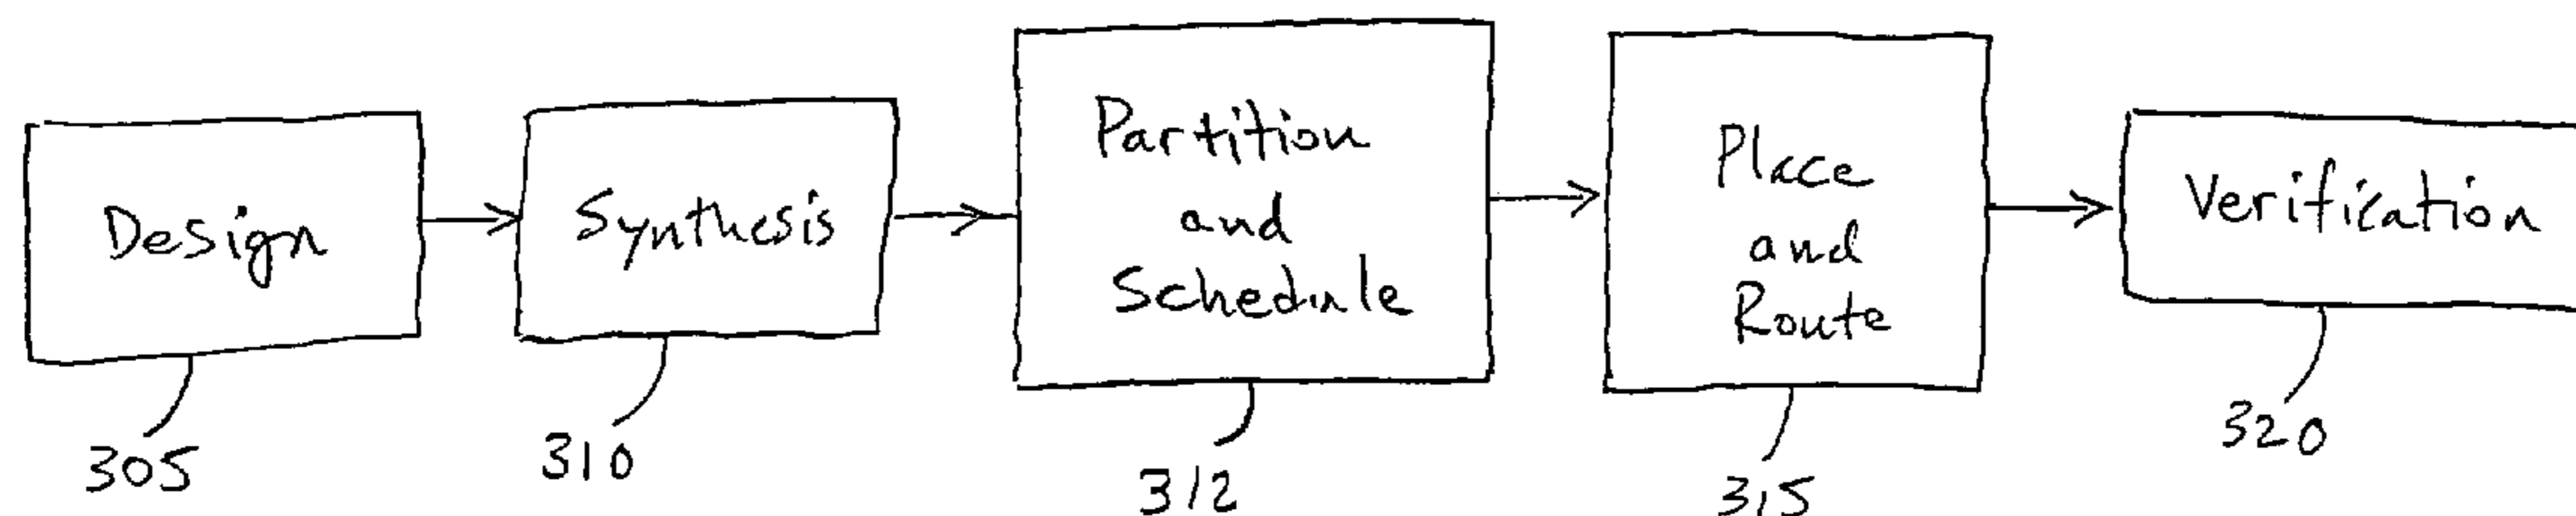 Design
Synthesis
Partition
and
Schedule
Place
and
Route
Verification
305
310
312
315
320